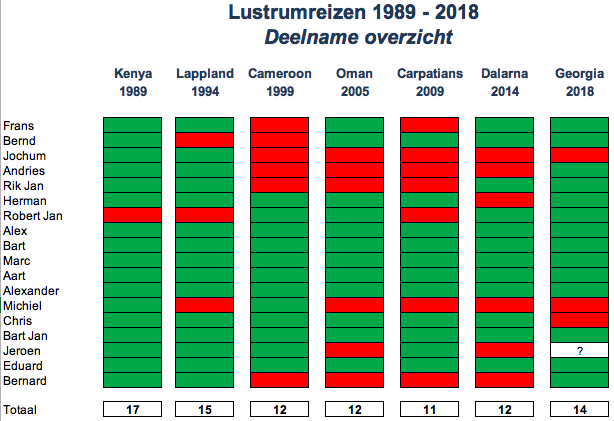 Lustrumreizen 1989 - 2018
Deelname overzicht
Kenya Lappland Cameroon Oman Carpatians Dalarna Georgia
1989 1994 1999 2005 2009 2014 2018
Frans
Bernd
Jochum
Andries
Rik Jan
Herman
Robert Jan
Alex
Bart
Marc
Aart
Alexander
Michiel
Chris
Bart Jan
Jeroen ?
Eduard
Bernard
Totaal 17 15 12 12 11 12 14